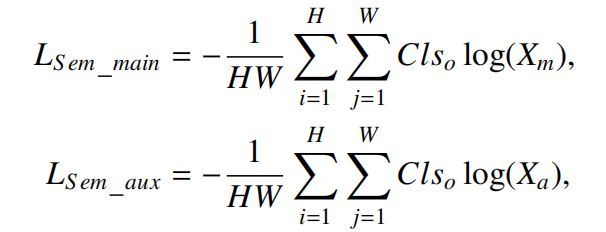 L_{Sem\_main} = -\frac{1}{HW} \sum_{i=1}^{H} \sum_{j=1}^{W} Cls_o \log(X_m),
L_{Sem\_aux} = -\frac{1}{HW} \sum_{i=1}^{H} \sum_{j=1}^{W} Cls_o \log(X_a),